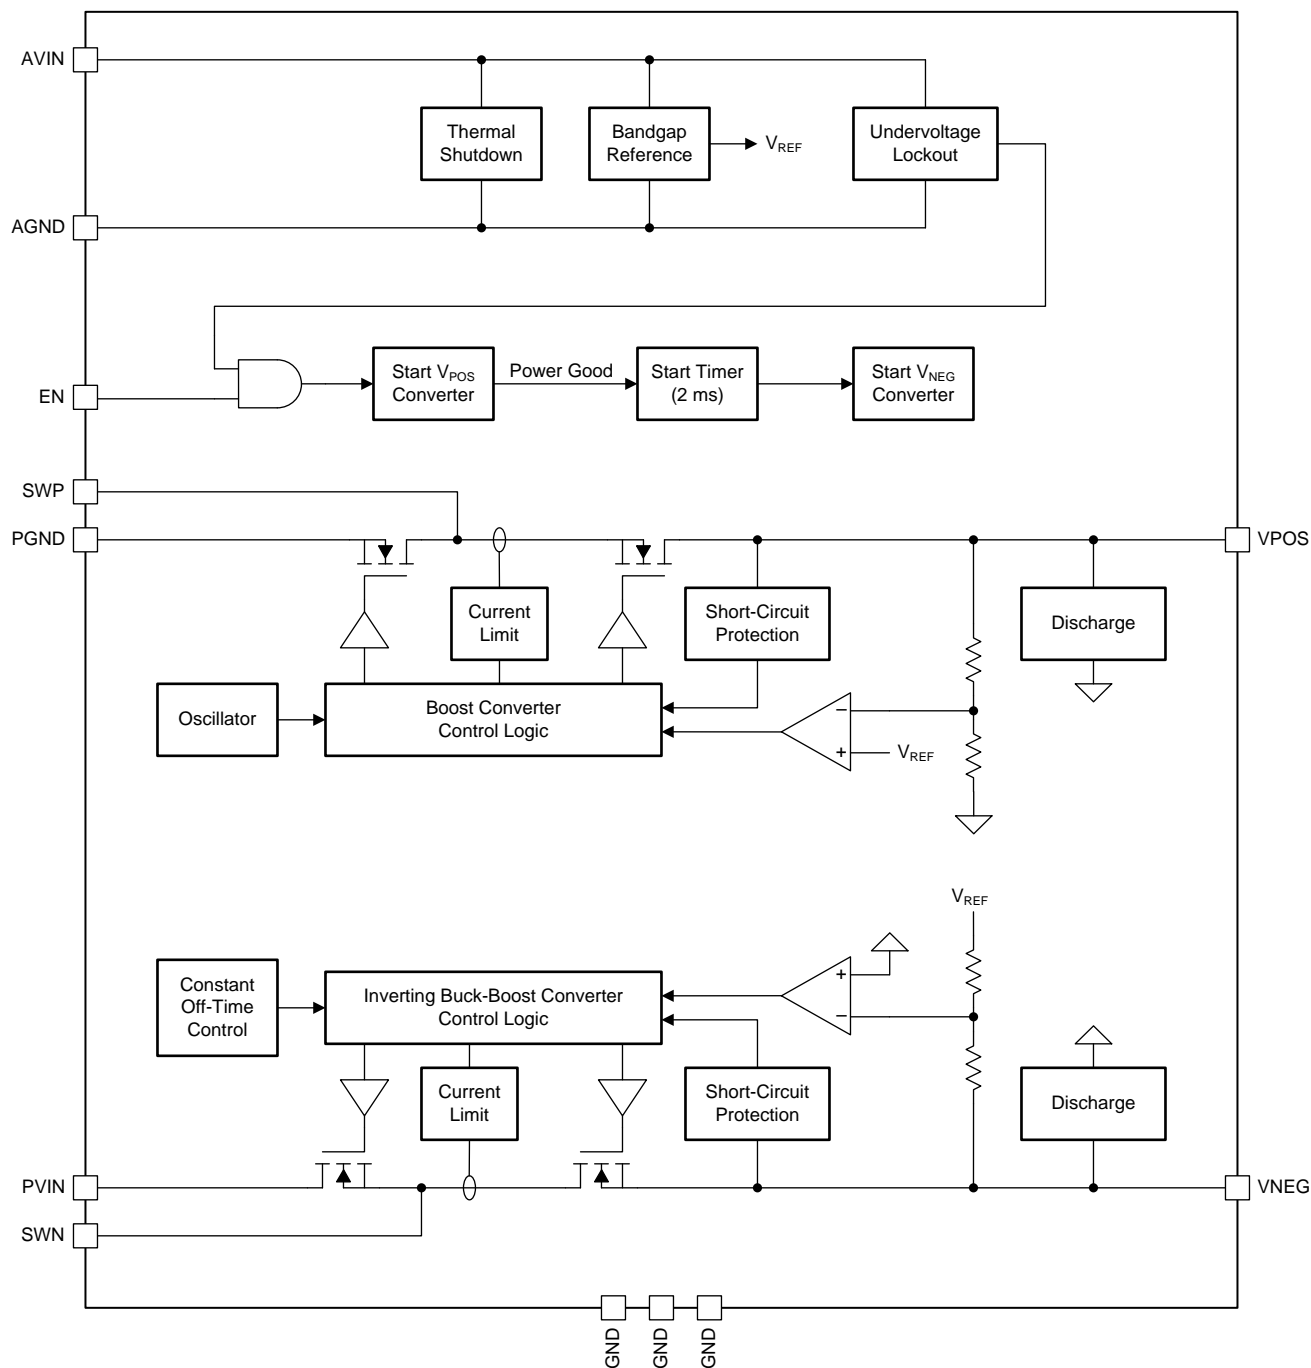 AVIN
Thermal
Shutdown
Bandgap
Reference
VREF
Undervoltage
Lockout
AGND
EN
Start VPOS
Converter
Power Good
Start Timer
(2 ms)
Start VNEG
Converter
SWP
PGND
VPOS
Current
Limit
Short-Circuit
Protection
Discharge
Oscillator
Boost Converter
Control Logic
−
+
VREF
VREF
Constant
Off-Time
Control
Inverting Buck-Boost Converter
Control Logic
+
−
Current
Limit
Short-Circuit
Protection
Discharge
PVIN
VNEG
SWN
GND
GND
GND